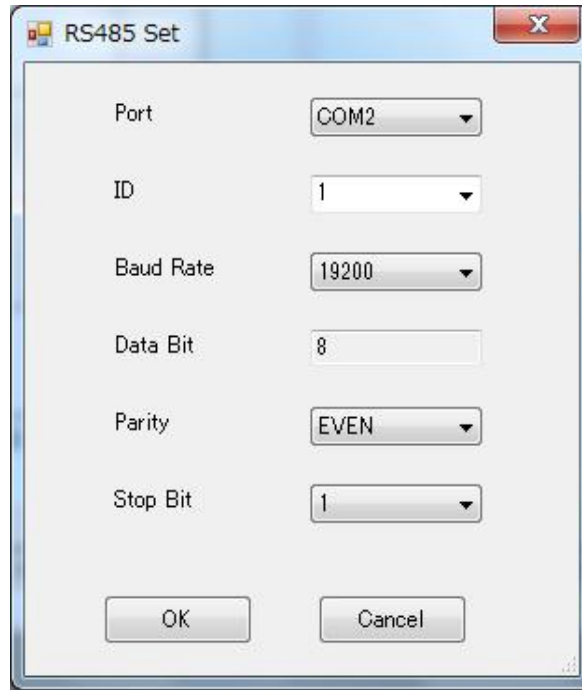 RS485 Set
Port COM2
ID 1
Baud Rate 19200
Data Bit 8
Parity EVEN
Stop Bit 1
OK Cancel